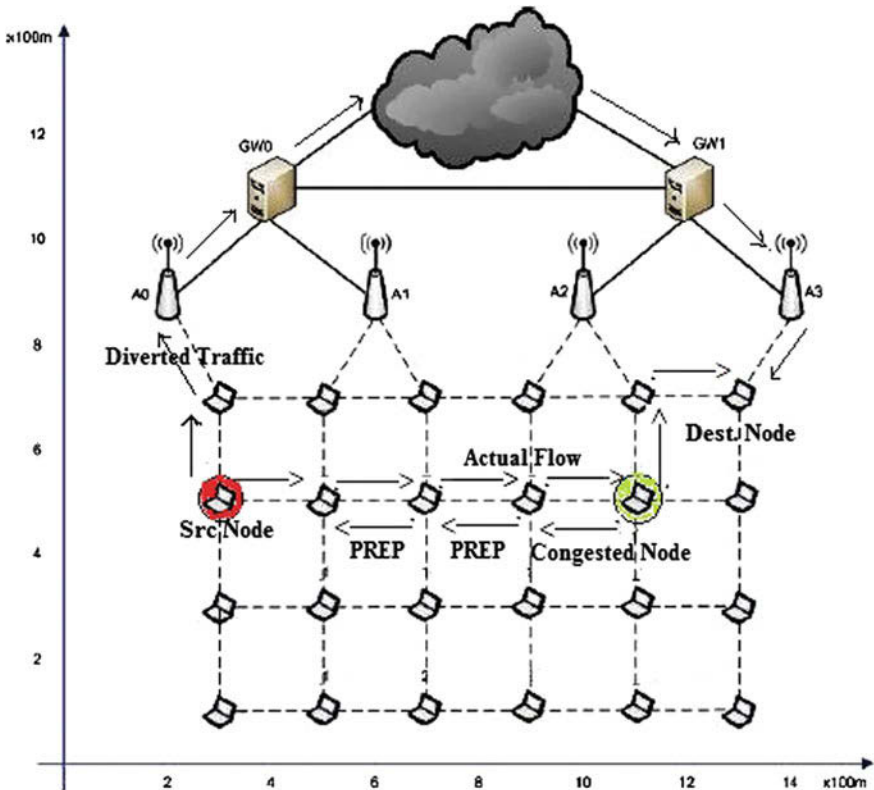 x100m
12
GW0
GW1
10
A0
A1
A2
A3
8
Diverted Traffic
6
Dest. Node
Actual Flow
Src Node
4
PREP
PREP
Congested Node
2
2
4
6
8
10
12
14
x100m